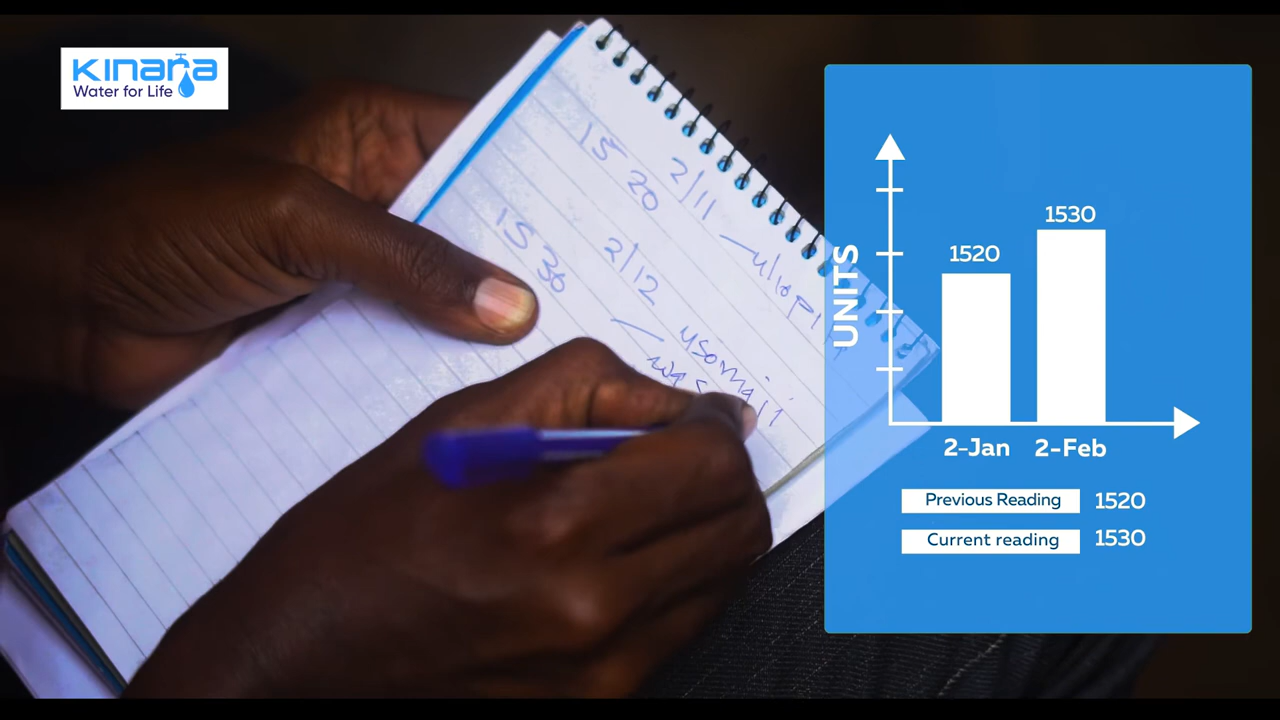 KINARA
Water for Life
2/11
1520
2/12
1530
usomaji
UNITS
1520
1530
2-Jan
2-Feb
Previous Reading 1520
Current reading 1530